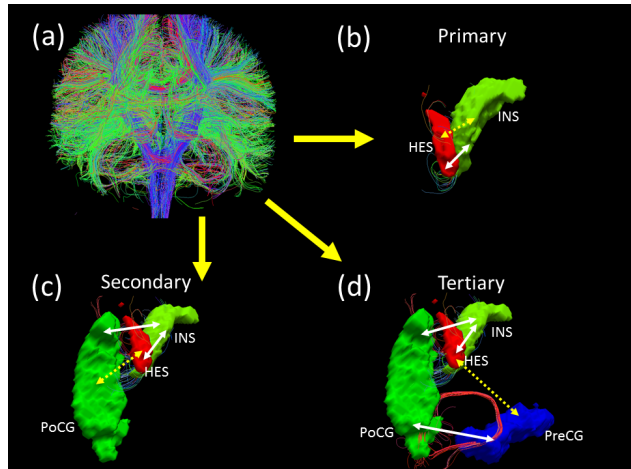 (a)
(b)
Primary
INS
HES
(c)
Secondary
INS
HES
PoCG
(d)
Tertiary
INS
HES
PoCG
PreCG